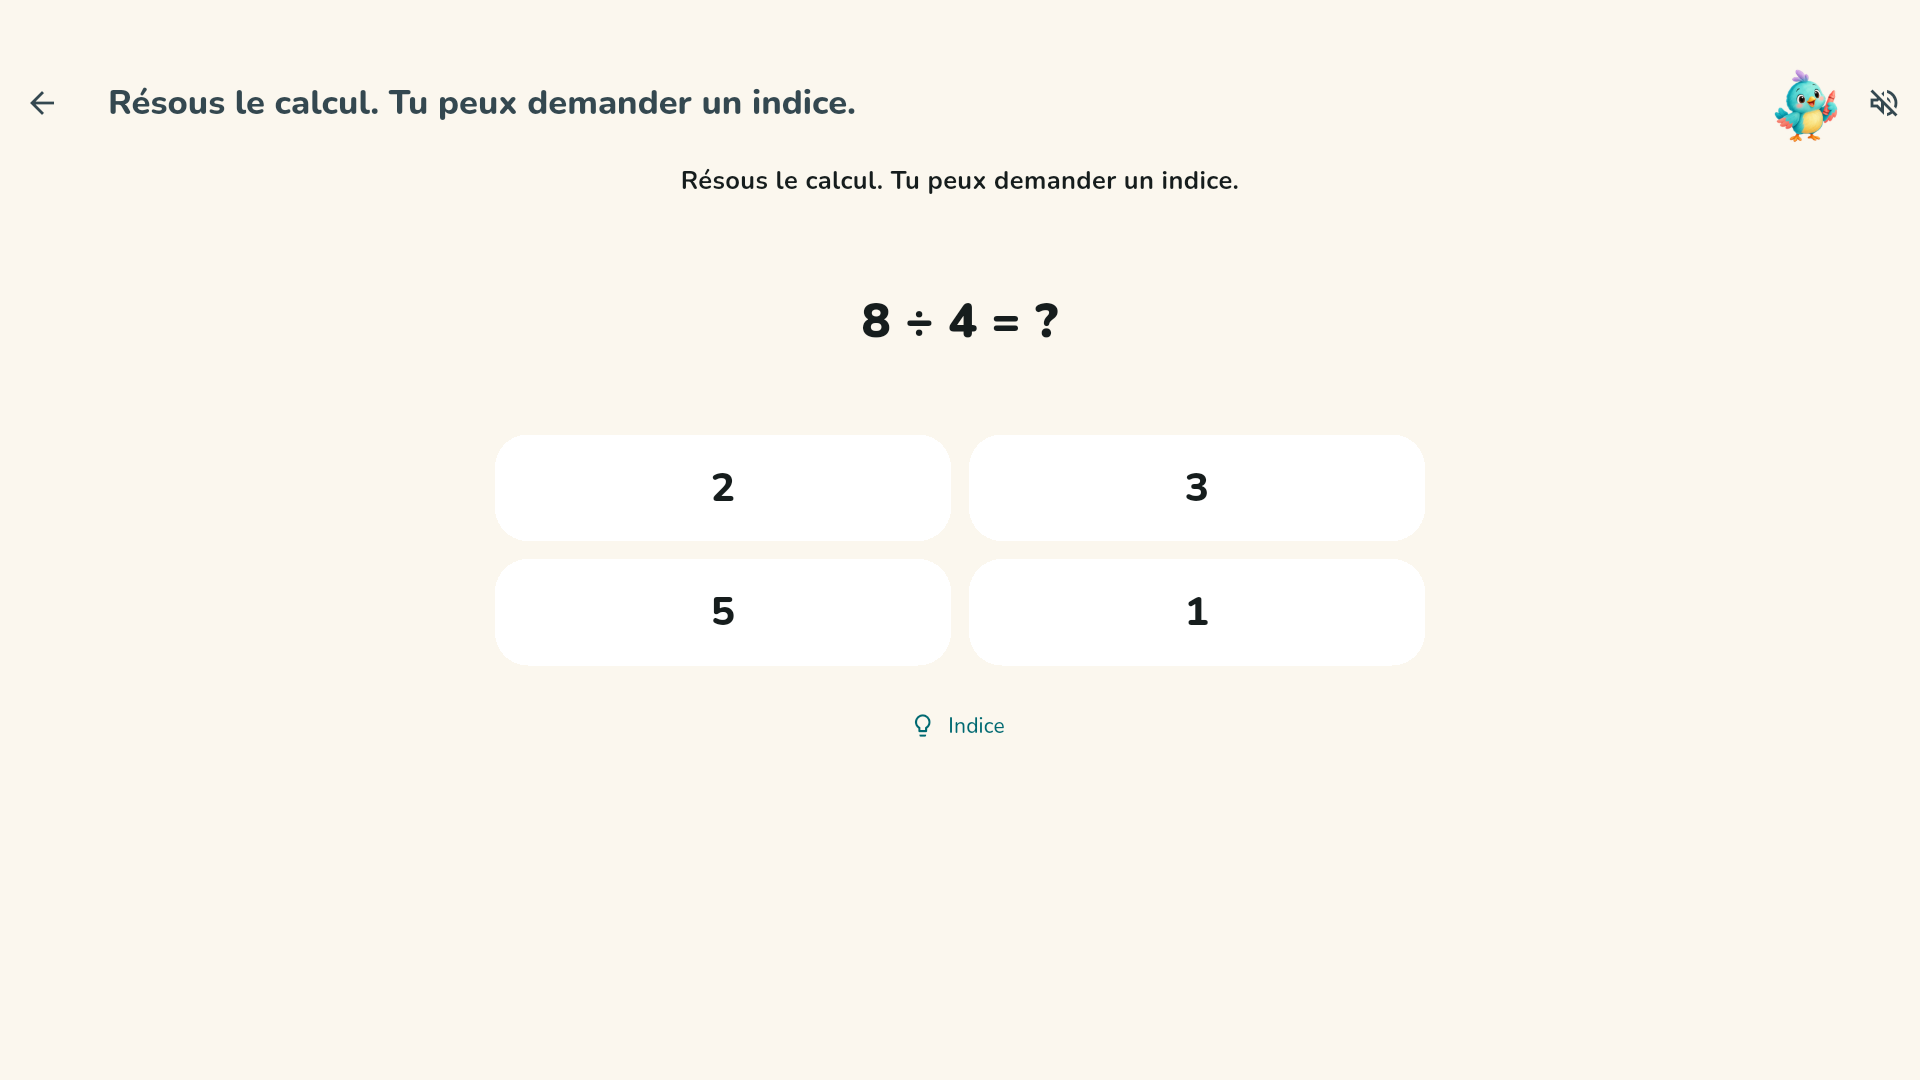 Résous le calcul. Tu peux demander un indice.
Résous le calcul. Tu peux demander un indice.
8 ÷ 4 = ?
2
3
5
1
Indice